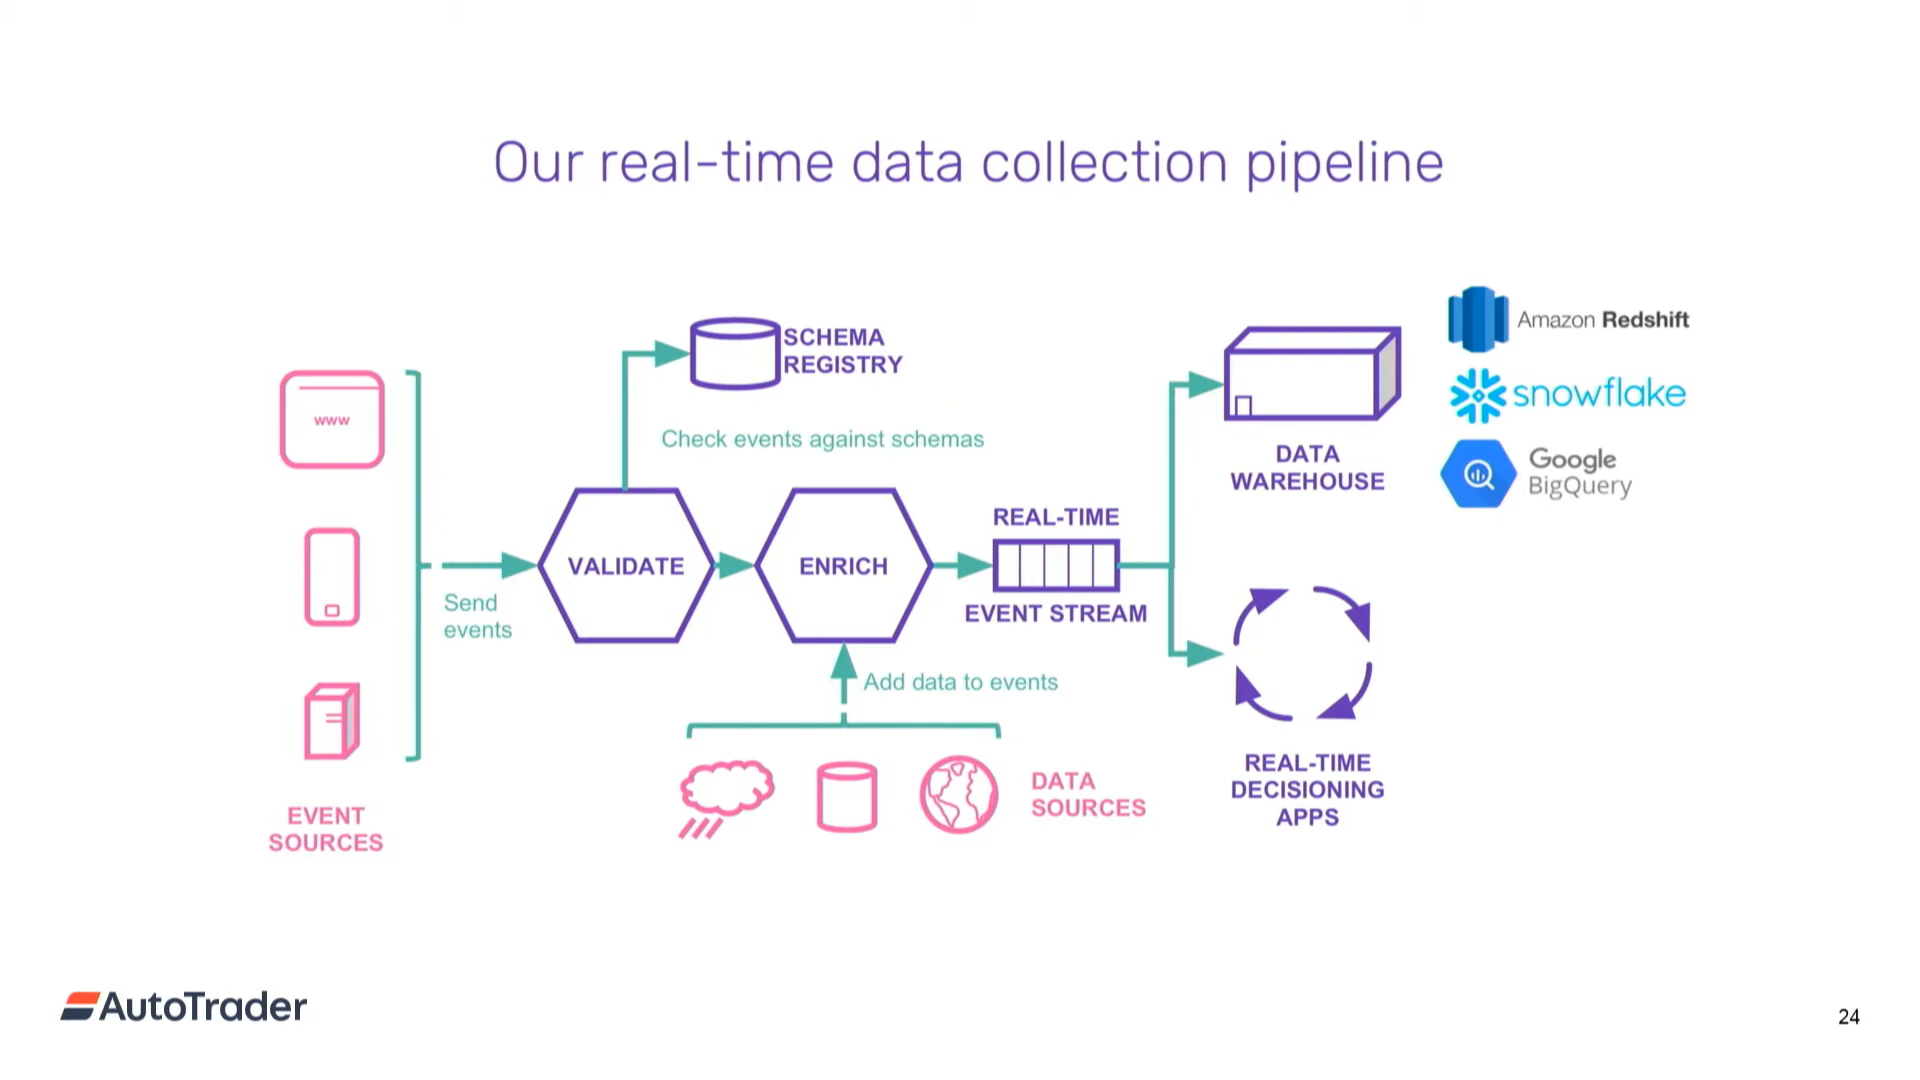 Our real-time data collection pipeline
SCHEMA
REGISTRY
Amazon Redshift
snowflake
Google
BigQuery
www
Check events against schemas
DATA
WAREHOUSE
REAL-TIME
VALIDATE
ENRICH
EVENT STREAM
Send
events
Add data to events
DATA
SOURCES
REAL-TIME
DECISIONING
APPS
EVENT
SOURCES
AutoTrader
24